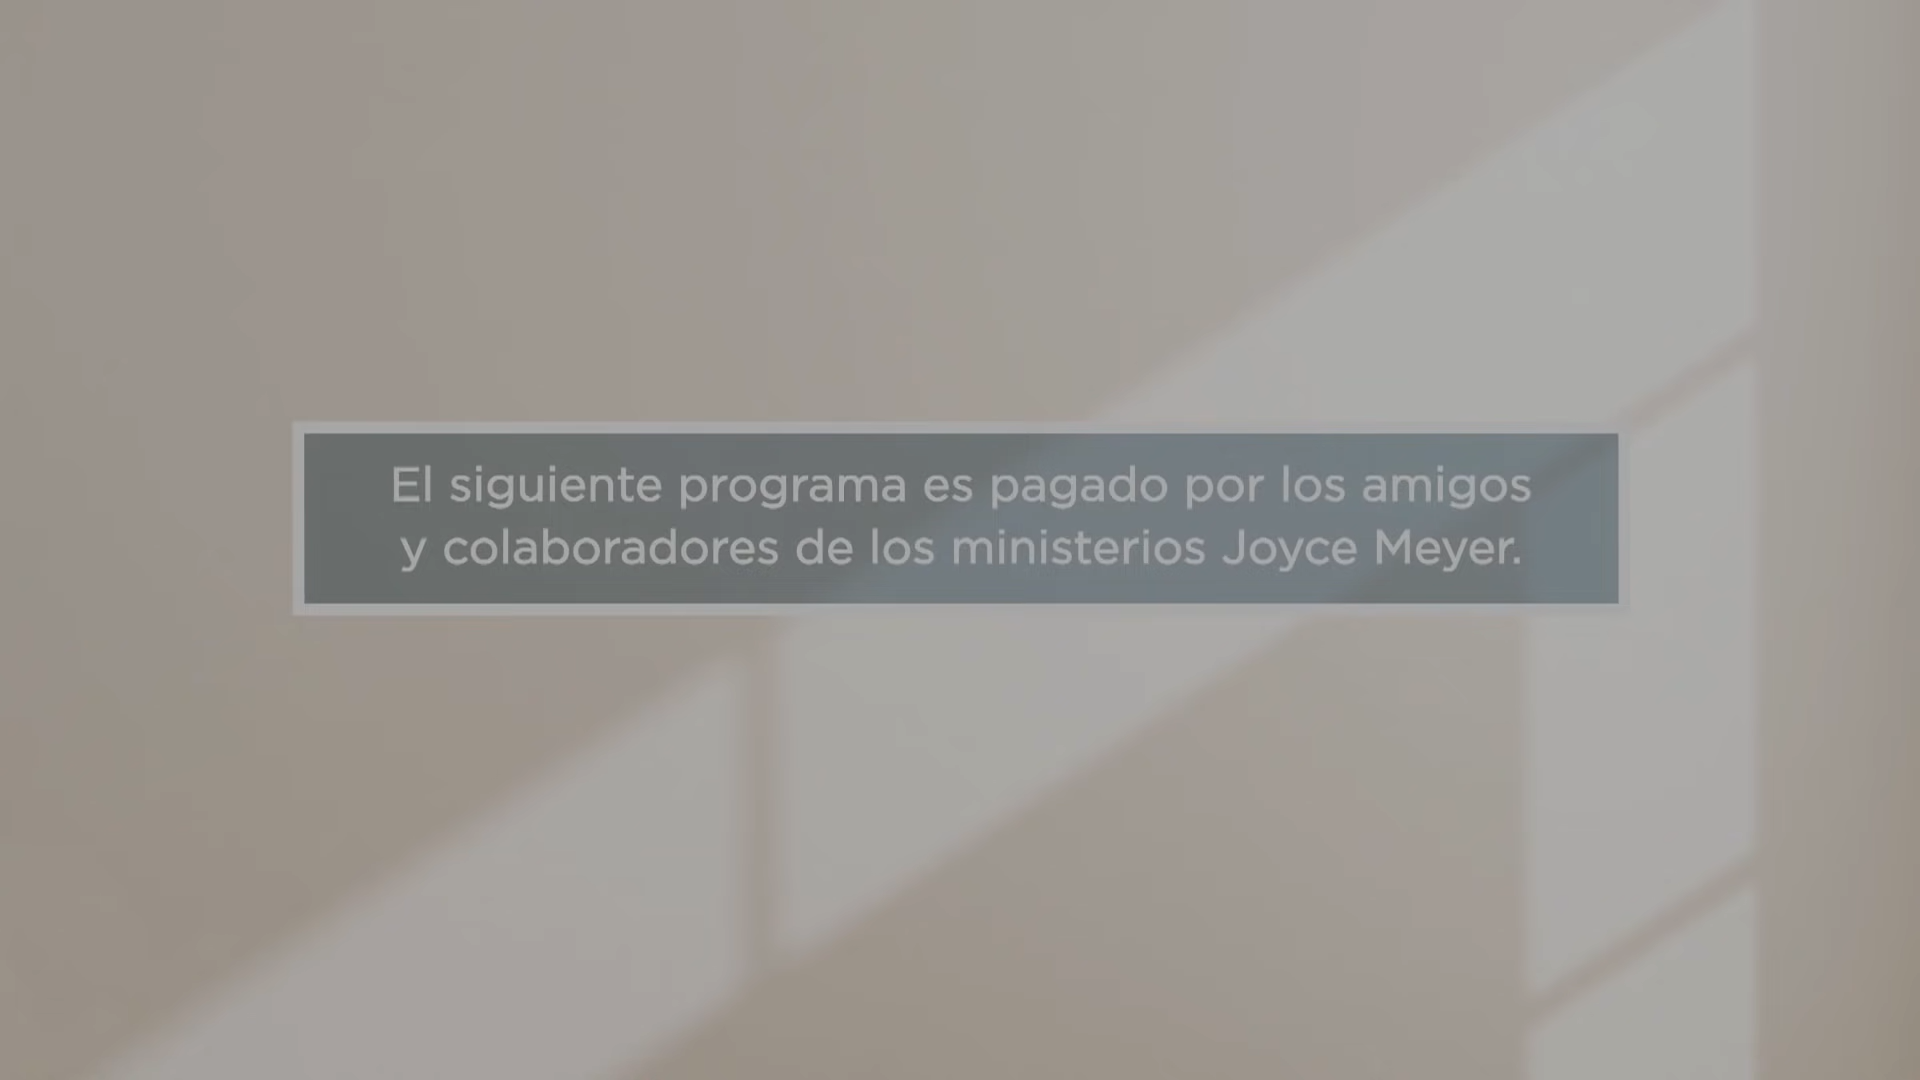 El siguiente programa es pagado por los amigos
y colaboradores de los ministerios Joyce Meyer.